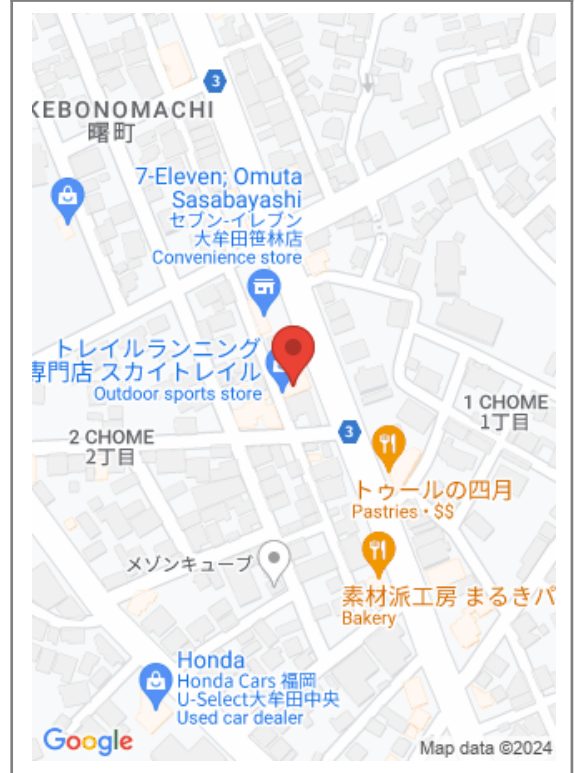 3
KEBONOMACHI
曙町
7-Eleven; Omuta
Sasabayashi
セブン-イレブン
大牟田笹林店
Convenience store
トレイルランニング
専門店 スカイトレイル
Outdoor sports store
1 CHOME
1丁目
2 CHOME
2丁目
3
トゥールの四月
Pastries • $$
メゾンキューブ
素材派工房 まるきパ
Bakery
Honda
Honda Cars 福岡
U-Select大牟田中央
Used car dealer
Google
Map data ©2024